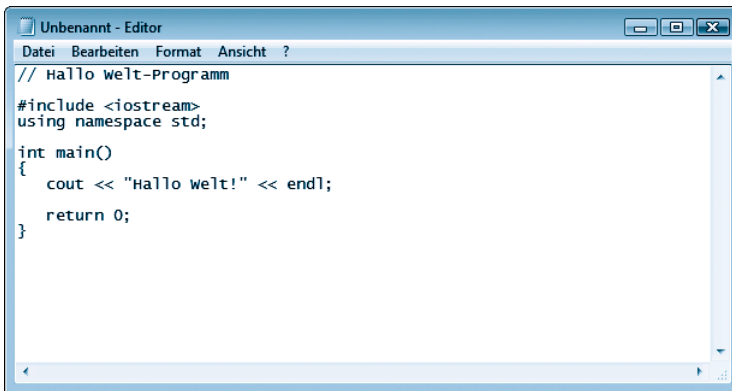 Unbenannt - Editor
Datei Bearbeiten Format Ansicht ?
// Hallo Welt-Programm
#include <iostream>
using namespace std;
int main()
{
cout << "Hallo Welt!" << endl;
return 0;
}